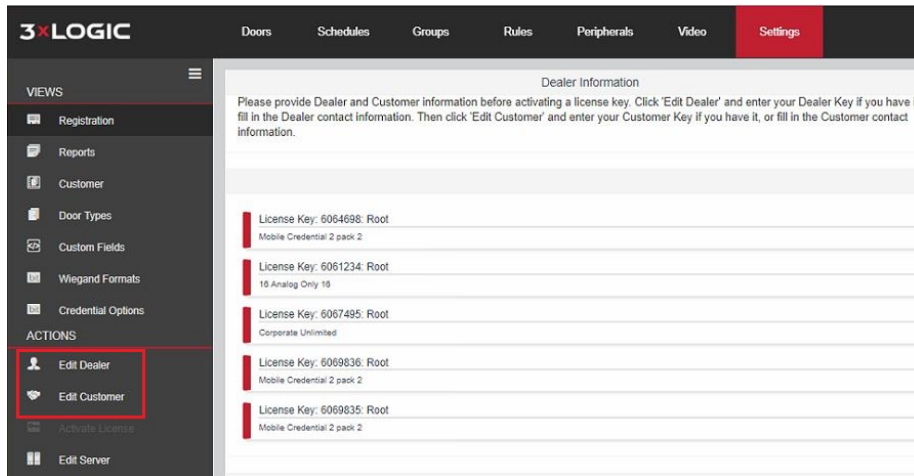 3xLOGIC
Doors Schedules Groups Rules Peripherals Video Settings
VIEWS
Registration
Reports
Customer
Door Types
Custom Fields
Wiegand Formats
Credential Options
ACTIONS
Edit Dealer
Edit Customer
Activate License
Edit Server
Dealer Information
Please provide Dealer and Customer information before activating a license key. Click 'Edit Dealer' and enter your Dealer Key if you have
fill in the Dealer contact information. Then click 'Edit Customer' and enter your Customer Key if you have it, or fill in the Customer contact
information.
License Key: 6064698: Root
Mobile Credential 2 pack 2
License Key: 6061234: Root
16 Analog Only 16
License Key: 6067495: Root
Corporate Unlimited
License Key: 6069836: Root
Mobile Credential 2 pack 2
License Key: 6069835: Root
Mobile Credential 2 pack 2